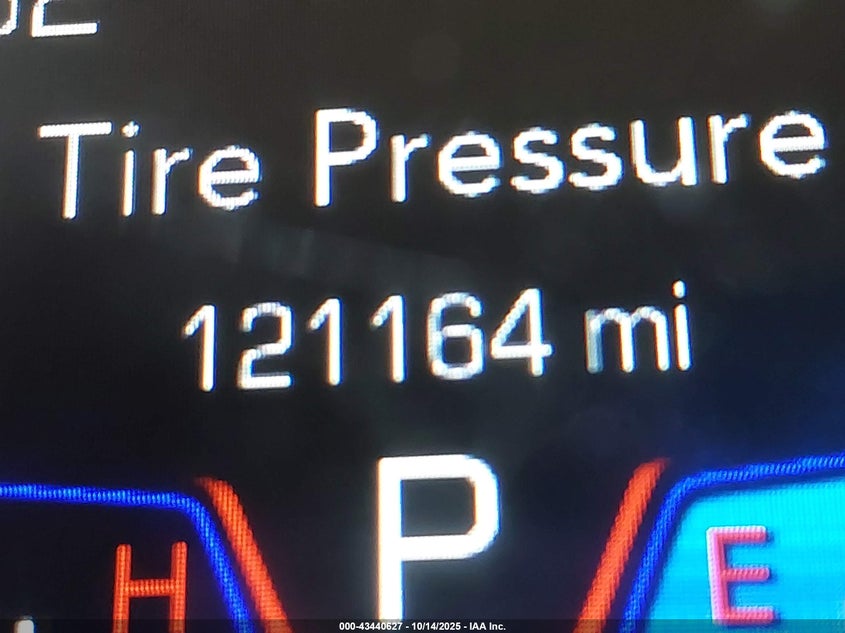 Tire Pressure
121164 mi
P
H
E
000-43440627 - 10/14/2025 - IAA Inc.